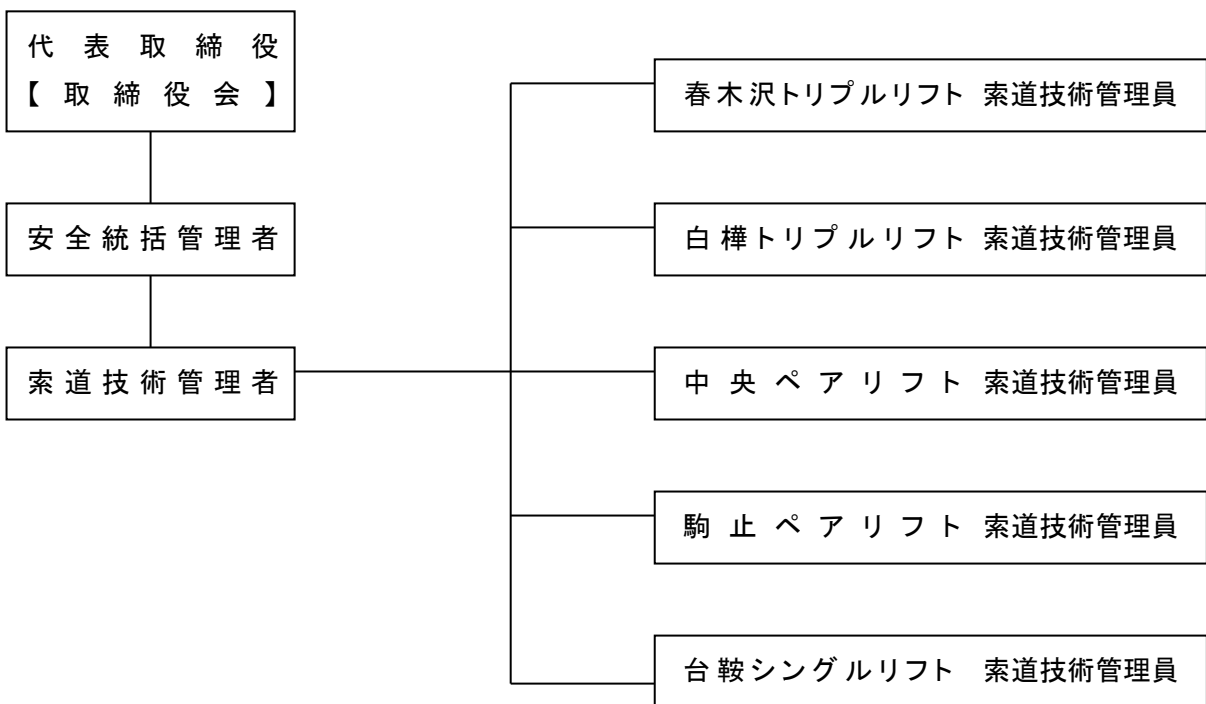 代表取締役
【取締役会】
安全統括管理者
索道技術管理者
春木沢トリプルリフト 索道技術管理員
白樺トリプルリフト 索道技術管理員
中央ペアリフト 索道技術管理員
駒止ペアリフト 索道技術管理員
台鞍シングルリフト 索道技術管理員